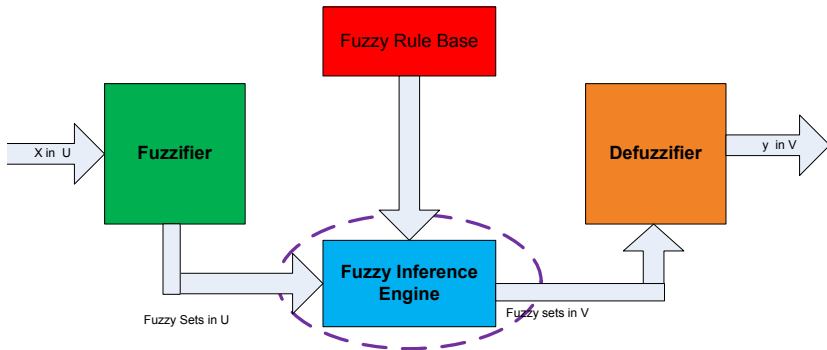 Fuzzy Rule Base
X in U
Fuzzifier
Defuzzifier
y in V
Fuzzy Inference
Engine
Fuzzy Sets in U
Fuzzy sets in V